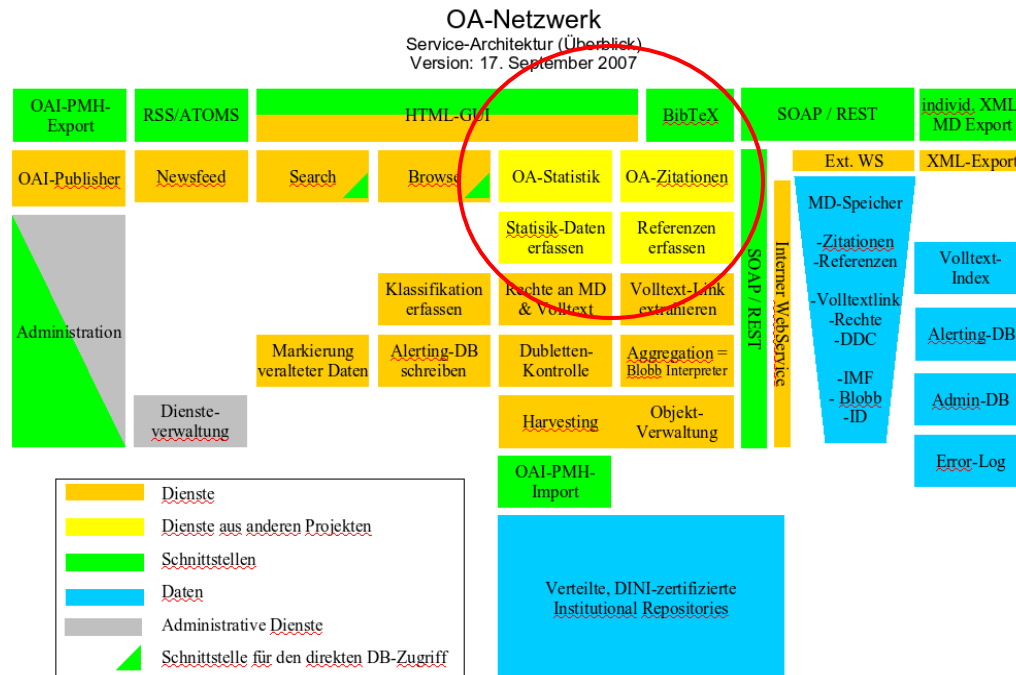 OA-Netzwerk
Service-Architektur (Überblick)
Version: 17. September 2007
OAI-PMH-
Export
RSS/ATOMS
HTML-GUI
BibTeX
SOAP / REST
individ. XML
MD Export
OAI-Publisher
Newsfeed
Search
Browse
OA-Statistik
OA-Zitationen
Ext. WS
XML-Export
Statisik-Daten
erfassen
Referenzen
erfassen
SOAP / REST
Interner WebService
MD-Speicher
-Zitationen
-Referenzen
-Volltextlink
-Rechte
-DDC
-IMF
- Blobb
-ID
Volltext-
Index
Administration
Klassifikation
erfassen
Rechte an MD
& Volltext
Volltext-Link
extrahieren
Alerting-DB
Markierung
veralteter Daten
Alerting-DB
schreiben
Dubletten-
Kontrolle
Aggregation =
Blobb Interpreter
Admin-DB
Dienste-
verwaltung
Harvesting
Objekt-
Verwaltung
Error-Log
OAI-PMH-
Import
Dienste
Dienste aus anderen Projekten
Schnittstellen
Daten
Administrative Dienste
Schnittstelle für den direkten DB-Zugriff
Verteilte, DINI-zertifizierte
Institutional Repositories